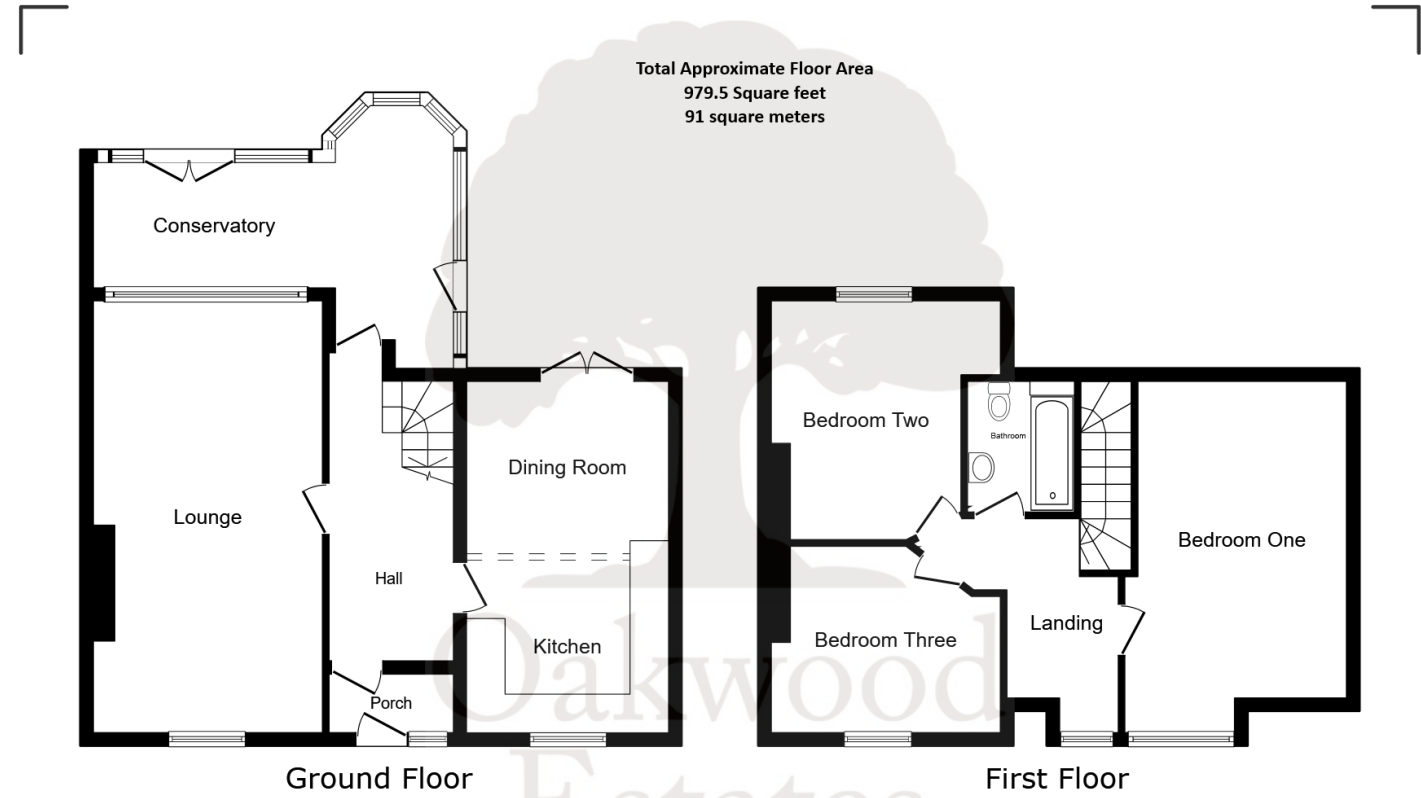 Total Approximate Floor Area
979.5 Square feet
91 square meters
Conservatory
Lounge
Hall
Dining Room
Kitchen
Porch
Ground Floor
Bedroom Two
Bathroom
Bedroom One
Bedroom Three
Landing
First Floor
Oakwood
Estates